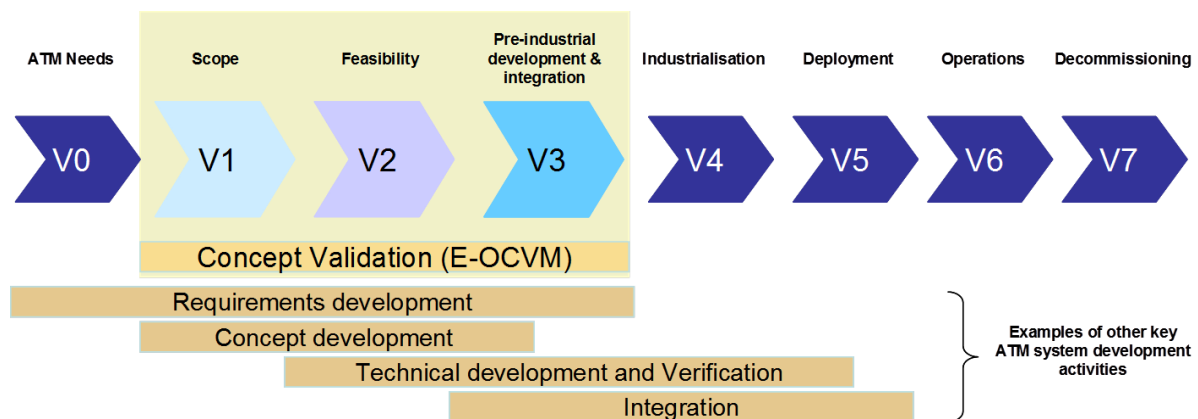 ATM Needs
Scope
Feasibility
Pre-industrial
development &
integration
Industrialisation
Deployment
Operations
Decommissioning
V0
V1
V2
V3
V4
V5
V6
V7
Concept Validation (E-OCVM)
Requirements development
Concept development
Technical development and Verification
Integration
Examples of other key
ATM system development
activities